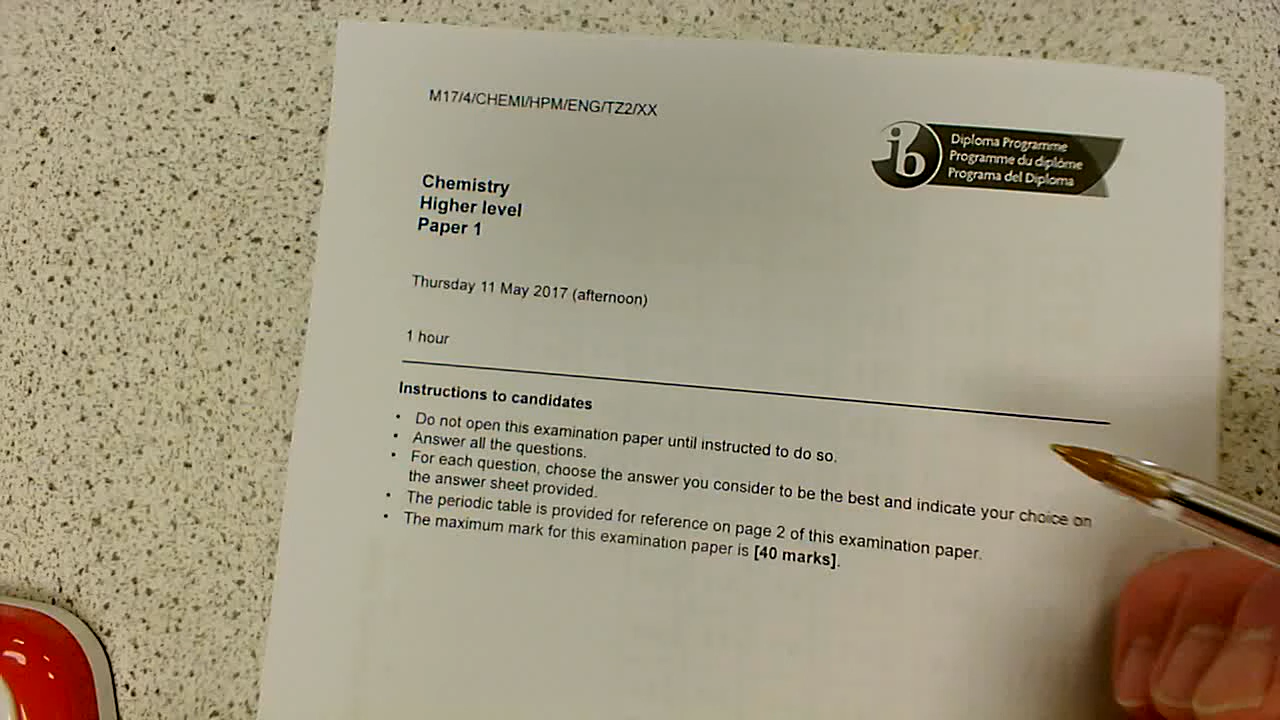 M17/4/CHEMI/HPM/ENG/TZ2/XX
ib
Diploma Programme
Programme du diplôme
Programa del Diploma
Chemistry
Higher level
Paper 1
Thursday 11 May 2017 (afternoon)
1 hour
Instructions to candidates
• Do not open this examination paper until instructed to do so.
• Answer all the questions.
• For each question, choose the answer you consider to be the best and indicate your choice on
the answer sheet provided.
• The periodic table is provided for reference on page 2 of this examination paper.
• The maximum mark for this examination paper is [40 marks].